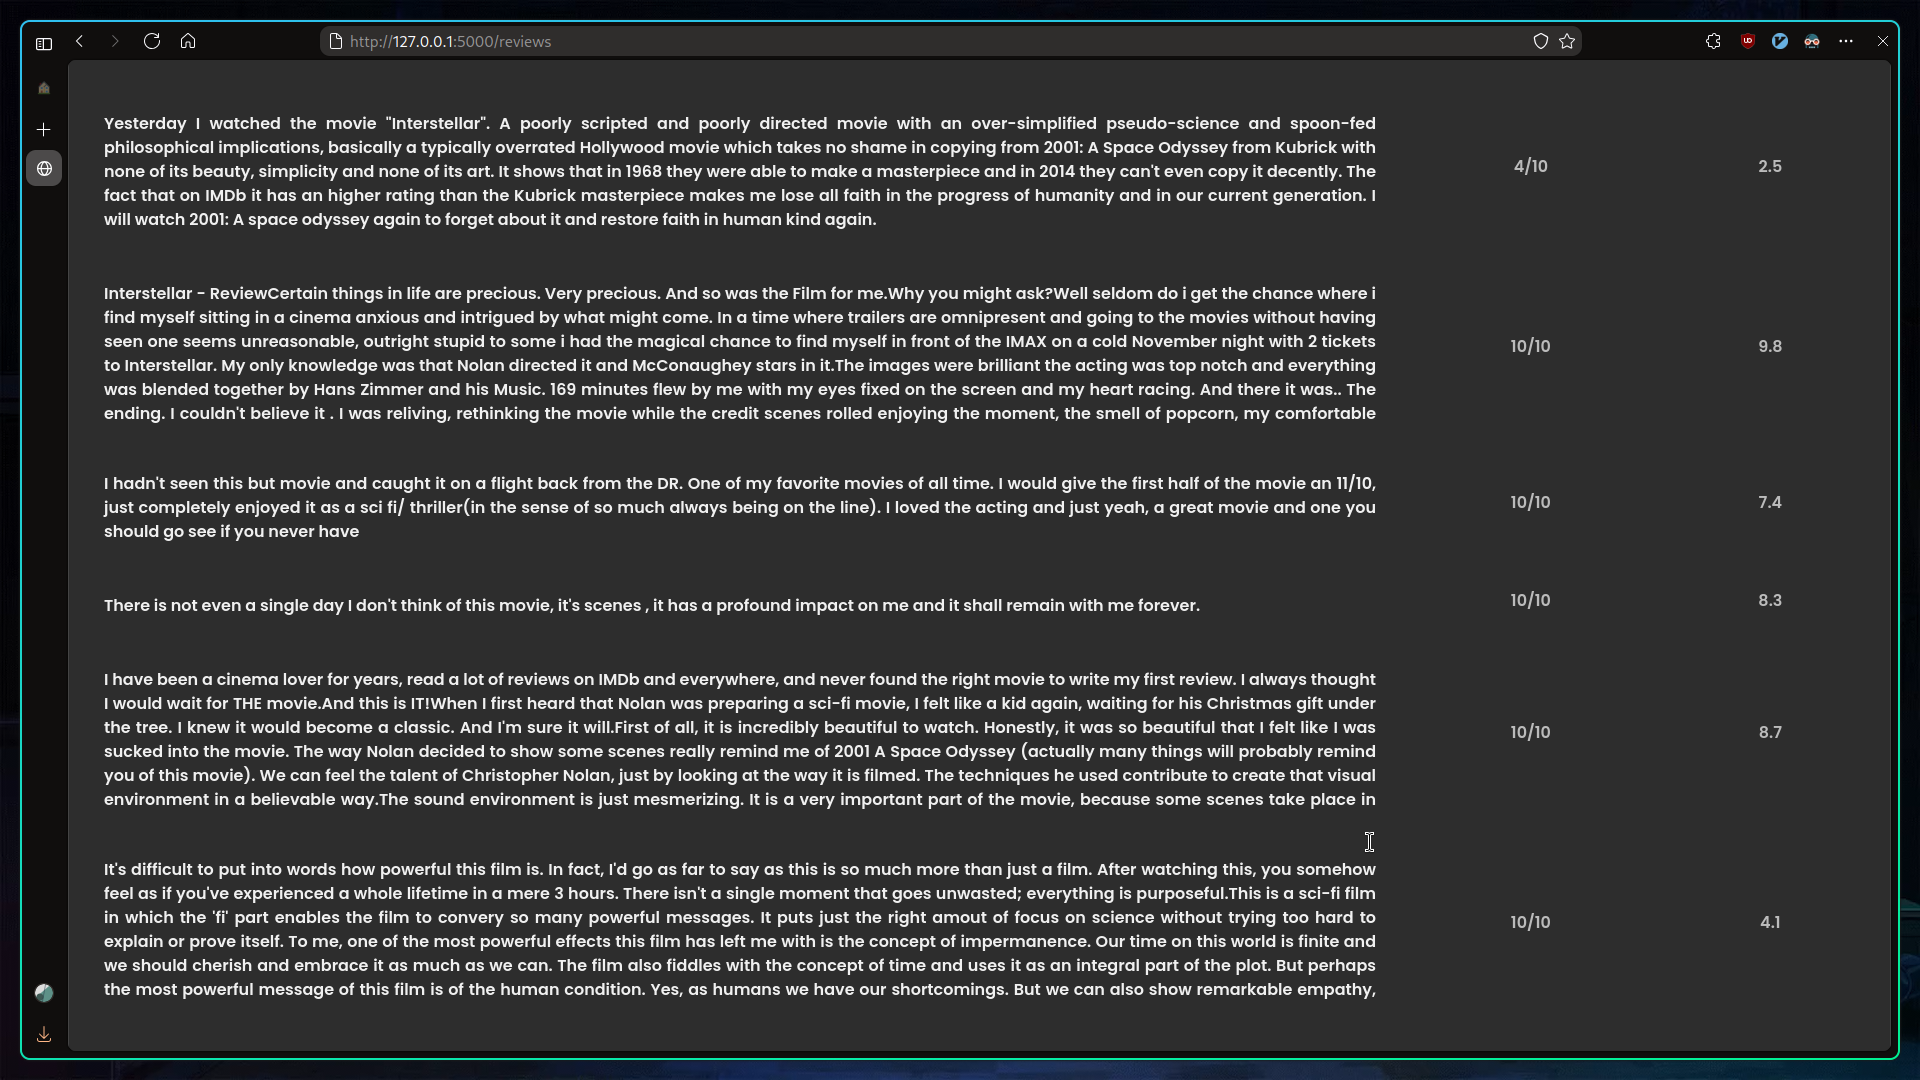 http://127.0.0.1:5000/reviews
Yesterday I watched the movie "Interstellar". A poorly scripted and poorly directed movie with an over-simplified pseudo-science and spoon-fed
philosophical implications, basically a typically overrated Hollywood movie which takes no shame in copying from 2001: A Space Odyssey from Kubrick with
none of its beauty, simplicity and none of its art. It shows that in 1968 they were able to make a masterpiece and in 2014 they can't even copy it decently. The
fact that on IMDb it has an higher rating than the Kubrick masterpiece makes me lose all faith in the progress of humanity and in our current generation. I
will watch 2001: A space odyssey again to forget about it and restore faith in human kind again.
4/10
2.5
Interstellar - ReviewCertain things in life are precious. Very precious. And so was the Film for me.Why you might ask?Well seldom do i get the chance where i
find myself sitting in a cinema anxious and intrigued by what might come. In a time where trailers are omnipresent and going to the movies without having
seen one seems unreasonable, outright stupid to some i had the magical chance to find myself in front of the IMAX on a cold November night with 2 tickets
to Interstellar. My only knowledge was that Nolan directed it and McConaughey stars in it.The images were brilliant the acting was top notch and everything
was blended together by Hans Zimmer and his Music. 169 minutes flew by me with my eyes fixed on the screen and my heart racing. And there it was.. The
ending. I couldn't believe it . I was reliving, rethinking the movie while the credit scenes rolled enjoying the moment, the smell of popcorn, my comfortable
10/10
9.8
I hadn't seen this but movie and caught it on a flight back from the DR. One of my favorite movies of all time. I would give the first half of the movie an 11/10,
just completely enjoyed it as a sci fi/ thriller(in the sense of so much always being on the line). I loved the acting and just yeah, a great movie and one you
should go see if you never have
10/10
7.4
There is not even a single day I don't think of this movie, it's scenes , it has a profound impact on me and it shall remain with me forever.
10/10
8.3
I have been a cinema lover for years, read a lot of reviews on IMDb and everywhere, and never found the right movie to write my first review. I always thought
I would wait for THE movie.And this is IT!When I first heard that Nolan was preparing a sci-fi movie, I felt like a kid again, waiting for his Christmas gift under
the tree. I knew it would become a classic. And I'm sure it will.First of all, it is incredibly beautiful to watch. Honestly, it was so beautiful that I felt like I was
sucked into the movie. The way Nolan decided to show some scenes really remind me of 2001 A Space Odyssey (actually many things will probably remind
you of this movie). We can feel the talent of Christopher Nolan, just by looking at the way it is filmed. The techniques he used contribute to create that visual
environment in a believable way.The sound environment is just mesmerizing. It is a very important part of the movie, because some scenes take place in
10/10
8.7
It's difficult to put into words how powerful this film is. In fact, I'd go as far to say as this is so much more than just a film. After watching this, you somehow
feel as if you've experienced a whole lifetime in a mere 3 hours. There isn't a single moment that goes unwasted; everything is purposeful.This is a sci-fi film
in which the 'fi' part enables the film to convery so many powerful messages. It puts just the right amout of focus on science without trying too hard to
explain or prove itself. To me, one of the most powerful effects this film has left me with is the concept of impermanence. Our time on this world is finite and
we should cherish and embrace it as much as we can. The film also fiddles with the concept of time and uses it as an integral part of the plot. But perhaps
the most powerful message of this film is of the human condition. Yes, as humans we have our shortcomings. But we can also show remarkable empathy,
10/10
4.1